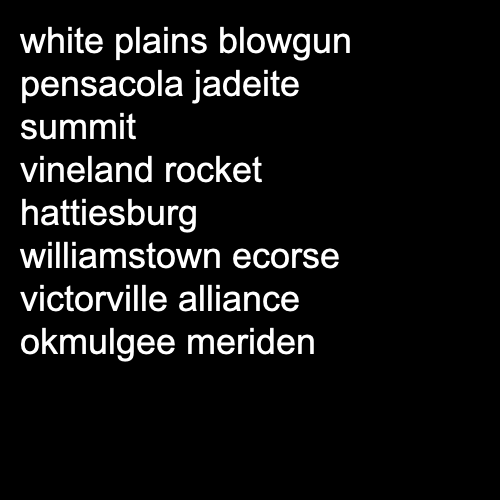 white plains blowgun
pensacola jadeite
summit
vineland rocket
hattiesburg
williamstown ecorse
victorville alliance
okmulgee meriden